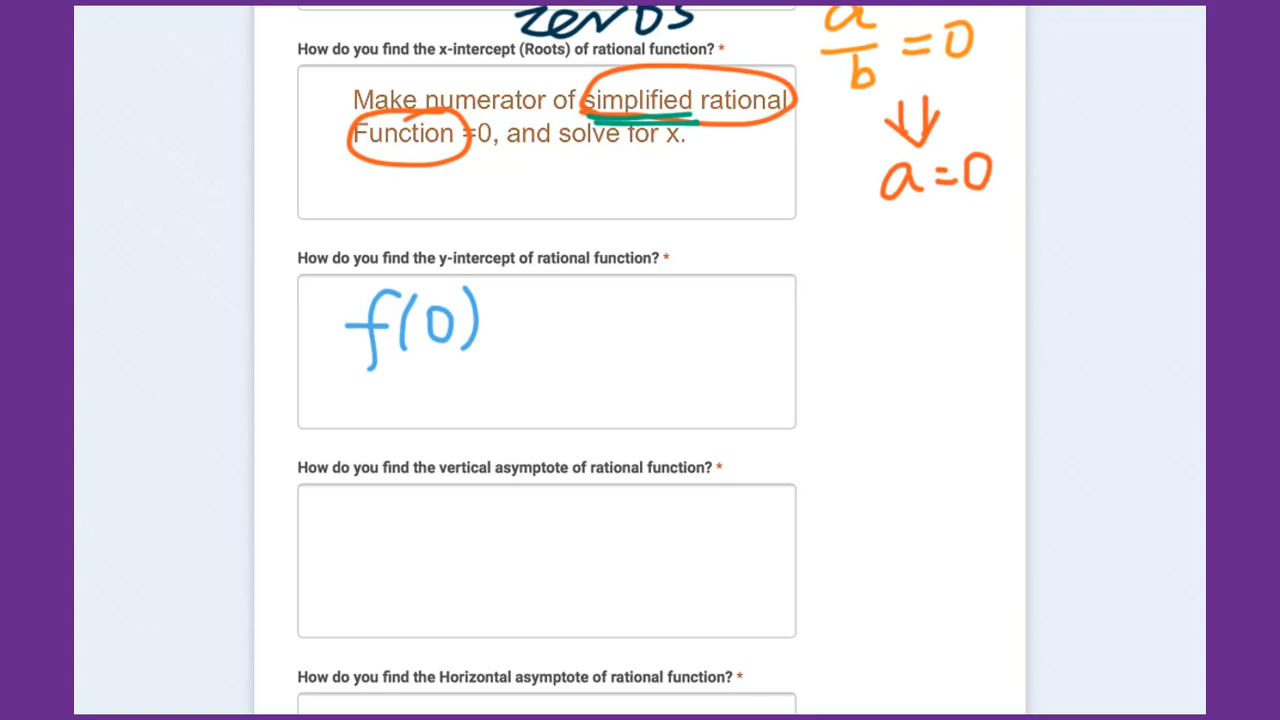 zeros
How do you find the x-intercept (Roots) of rational function? *
a
b
=0
Make numerator of simplified rational
Function =0, and solve for x.
a=0
How do you find the y-intercept of rational function? *
f(0)
How do you find the vertical asymptote of rational function? *
How do you find the Horizontal asymptote of rational function? *